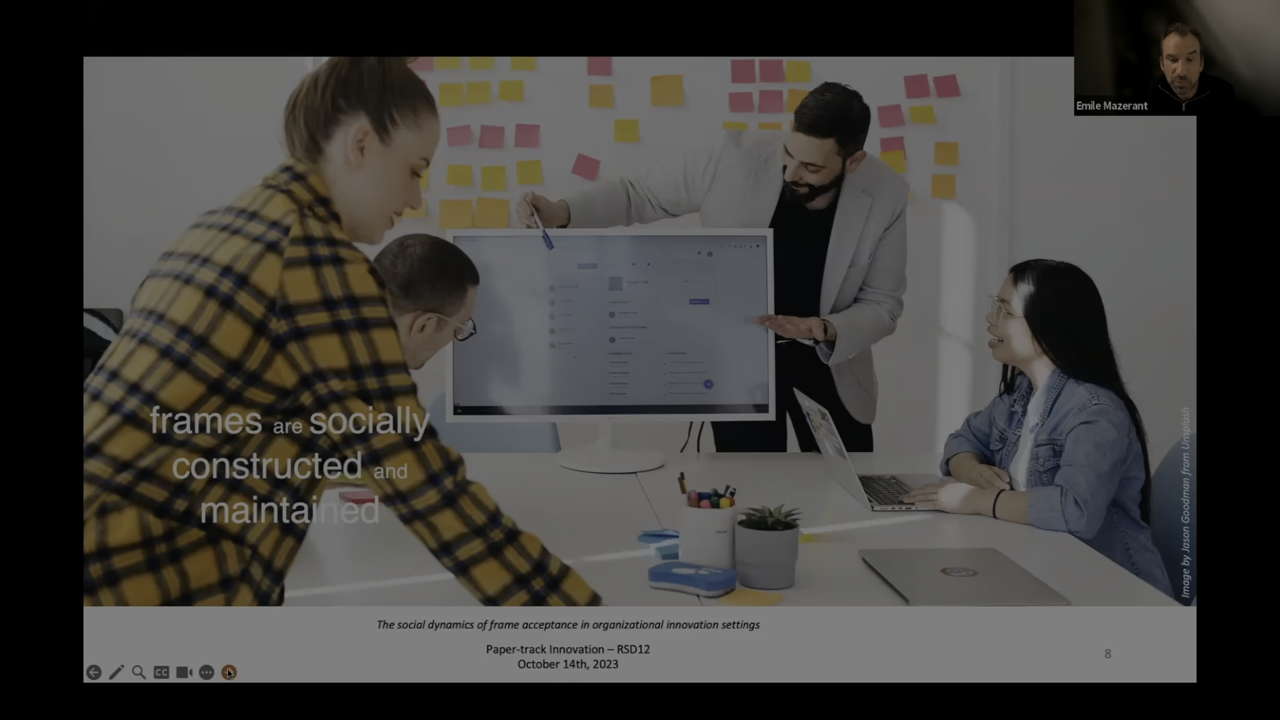 Emile Mazerant
frames are socially
constructed and
maintained
Image by Jason Goodman from Unsplash
The social dynamics of frame acceptance in organizational innovation settings
Paper-track Innovation – RSD12
October 14th, 2023
8
CC